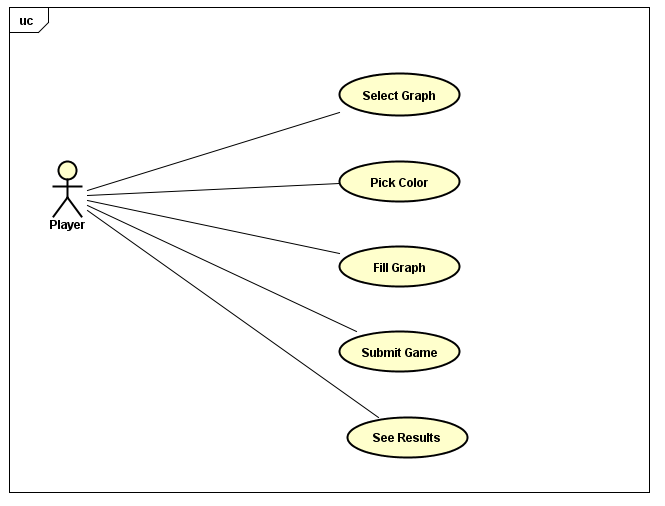 uc
Select Graph
Pick Color
Player
Fill Graph
Submit Game
See Results